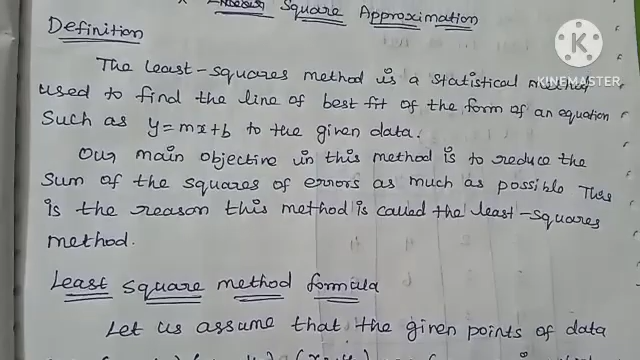 Square Approximation
Definition
K
KINEMASTER
The Least-squares method is a statistical method
used to find the line of best fit of the form of an equation
such as y=mx+b to the given data.
Our main objective in this method is to reduce the
sum of the squares of errors as much as possible This
is the reason this method is called the least-squares
method.
Least square method formula
Let us assume that the given points of data